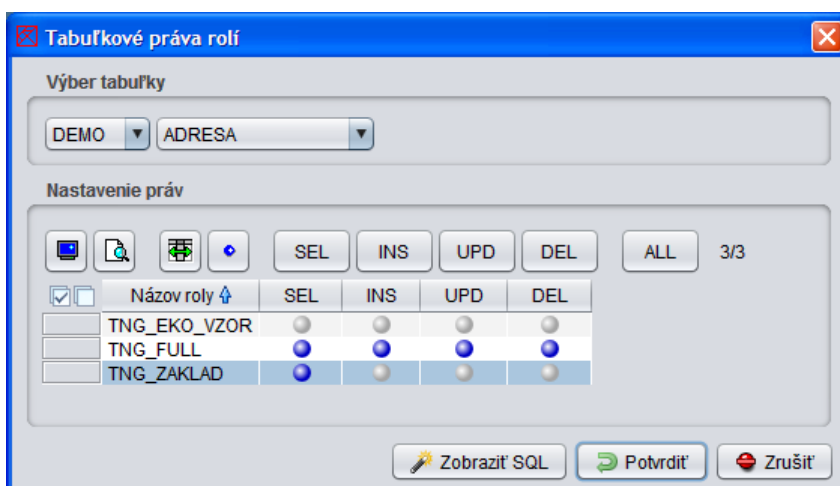 Tabuľkové práva rolí
Výber tabuľky
DEMO ADRESA
Nastavenie práv
SEL INS UPD DEL ALL 3/3
Názov roly SEL INS UPD DEL
TNG_EKO_VZOR
TNG_FULL
TNG_ZAKLAD
Zobraziť SQL Potvrdiť Zrušiť